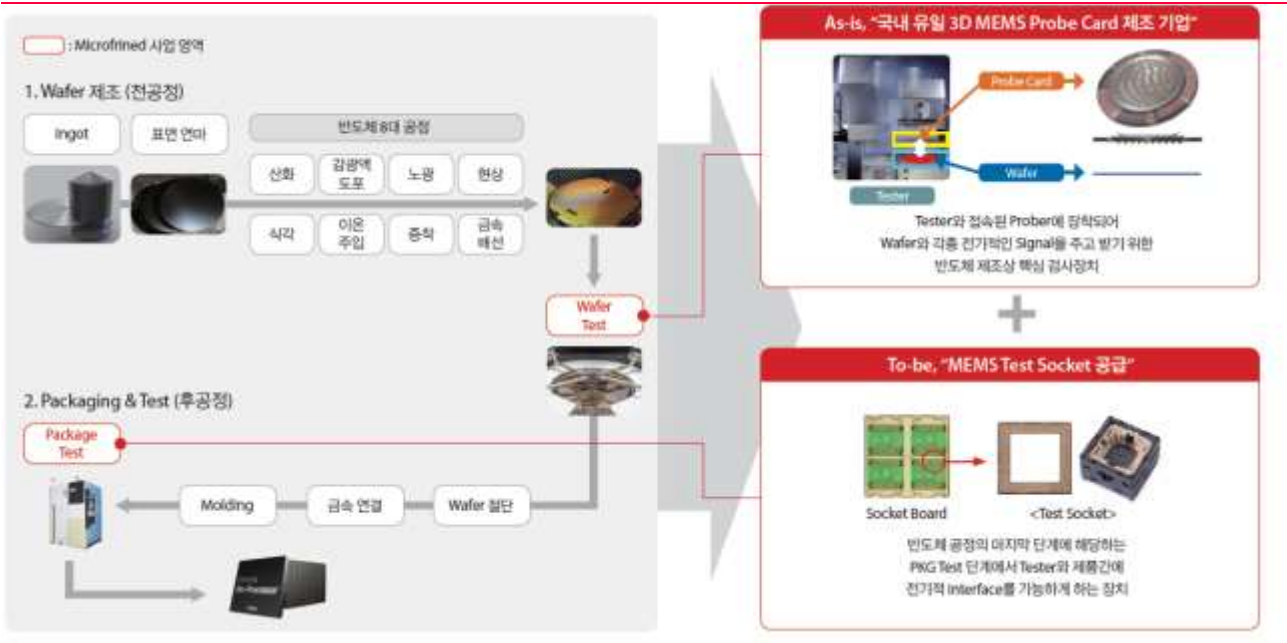 : Microfrined 사업 영역
1. Wafer 제조 (전공정)
Ingot
표면 연마
반도체 8대 공정
산화
감광액
도포
노광
현상
식각
이온
주입
증착
금속
배선
Wafer
Test
2. Packaging & Test (후공정)
Package
Test
Molding
금속 연결
Wafer 절단
As-is, "국내 유일 3D MEMS Probe Card 제조 기업"
Probe Card
Wafer
Tester
Tester와 접속된 Prober에 장착되어
Wafer와 각종 전기적인 Signal을 주고 받기 위한
반도체 제조상 핵심 검사장치
To-be, "MEMS Test Socket 공급"
Socket Board
<Test Socket>
반도체 공정의 마지막 단계에 해당하는
PKG Test 단계에서 Tester와 제품간에
전기적 Interface를 가능하게 하는 장치